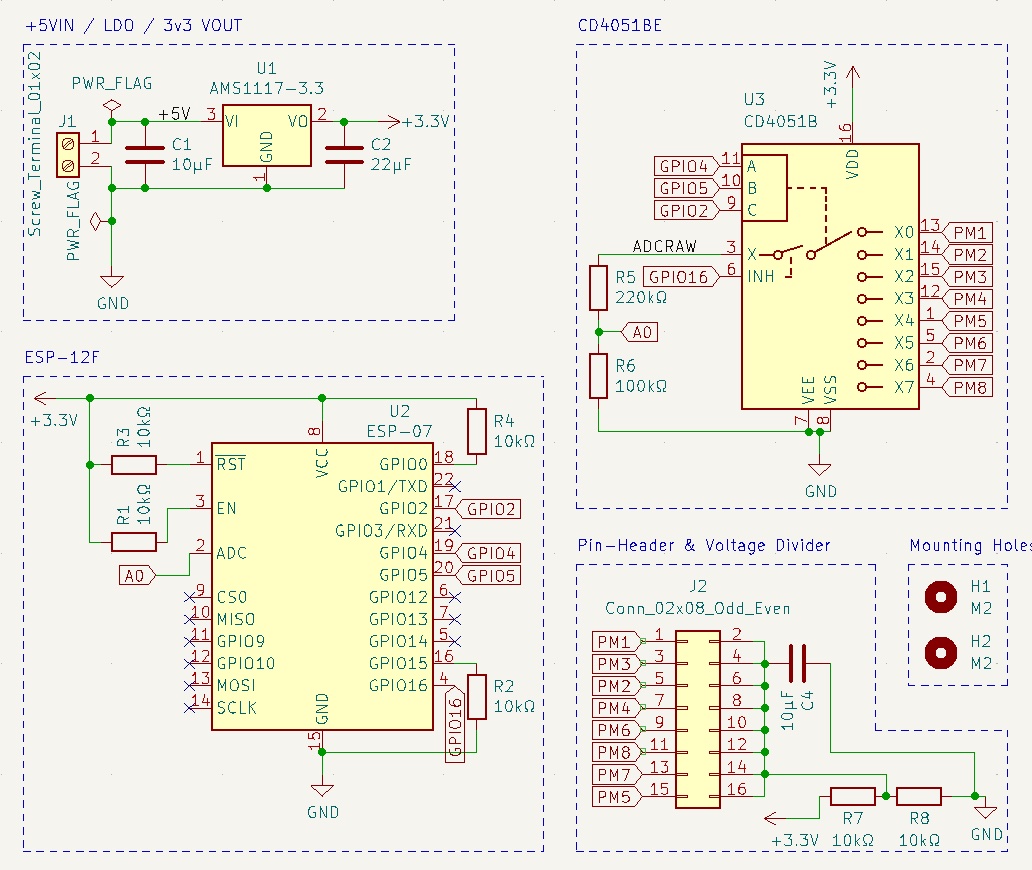 +5VIN / LDO / 3v3 VOUT
Screw_Terminal_01x02
PWR_FLAG
J1
1
2
PWR_FLAG
GND
+5V
C1
10µF
U1
AMS1117-3.3
3
VI
VO
2
GND
1
C2
22µF
+3.3V
CD4051BE
+3.3V
U3
CD4051B
16
VDD
GPIO4
11
A
GPIO5
10
B
GPIO2
9
C
ADCRAW
3
X
GPIO16
6
INH
R5
220kΩ
A0
R6
100kΩ
X0
13
PM1
X1
14
PM2
X2
15
PM3
X3
12
PM4
X4
1
PM5
X5
5
PM6
X6
2
PM7
X7
4
PM8
VEE
VSS
7
8
GND
ESP-12F
+3.3V
R3
10kΩ
R1
10kΩ
U2
ESP-07
8
VCC
R4
10kΩ
1
RST
3
EN
2
ADC
A0
9
CS0
10
MISO
11
GPIO9
12
GPIO10
13
MOSI
14
SCLK
GPIO0
18
GPIO1/TXD
22
GPIO2
17
GPIO2
GPIO3/RXD
21
GPIO4
19
GPIO4
GPIO5
20
GPIO5
GPIO12
6
GPIO13
7
GPIO14
5
GPIO15
16
GPIO16
4
GPIO16
R2
10kΩ
GND
15
GND
Pin-Header & Voltage Divider
J2
Conn_02x08_Odd_Even
PM1
1
2
PM3
3
4
PM2
5
6
PM4
7
8
PM6
9
10
PM8
11
12
PM7
13
14
PM5
15
16
10µF
C4
+3.3V
R7
10kΩ
R8
10kΩ
GND
Mounting Holes
H1
M2
H2
M2